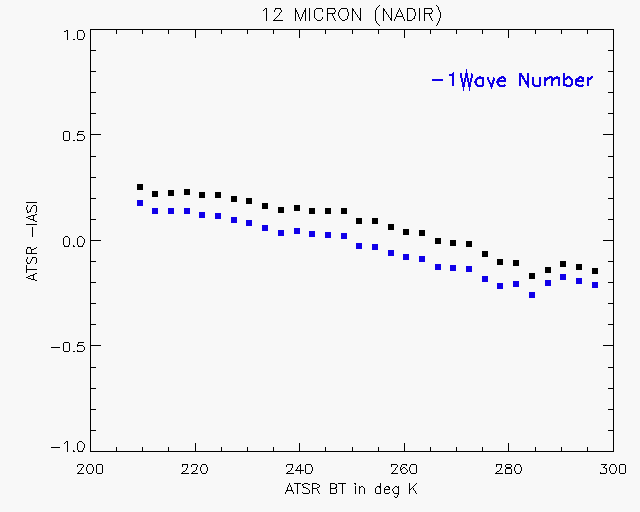 12 MICRON (NADIR)
-1Wave Number
1.0
0.5
0.0
-0.5
-1.0
ATSR -IASI
200 220 240 260 280 300
ATSR BT in deg K